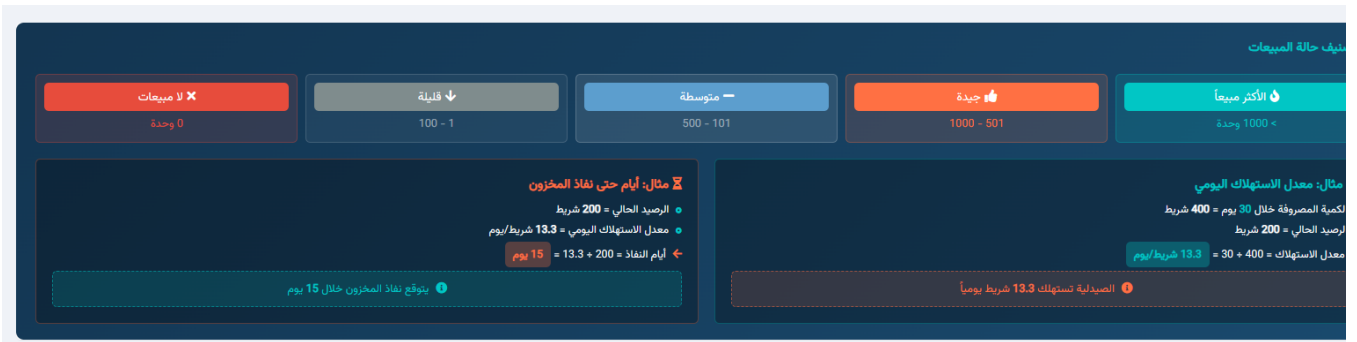 نيف حالة المبيعات
الأكثر مبيعاً
> 1000 وحدة
جيدة
501 - 1000
متوسطة
101 - 500
قليلة
1 - 100
لا مبيعات
0 وحدة
مثال: معدل الاستهلاك اليومي
لكمية المصروفة خلال 30 يوم = 400 شريط
لرصيد الحالي = 200 شريط
معدل الاستهلاك = 400 ÷ 30 = 13.3 شريط/يوم
الصيدلية تستهلك 13.3 شريط يومياً
مثال: أيام حتى نفاذ المخزون
الرصيد الحالي = 200 شريط
معدل الاستهلاك اليومي = 13.3 شريط/يوم
أيام النفاذ = 200 ÷ 13.3 = 15 يوم
يتوقع نفاذ المخزون خلال 15 يوم